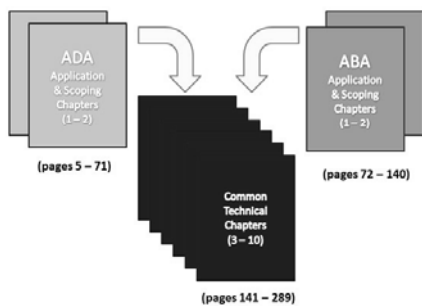 ADA
Application
& Scoping
Chapters
(1 – 2)
(pages 5 – 71)
ABA
Application
& Scoping
Chapters
(1 – 2)
(pages 72 – 140)
Common
Technical
Chapters
(3 – 10)
(pages 141 – 289)